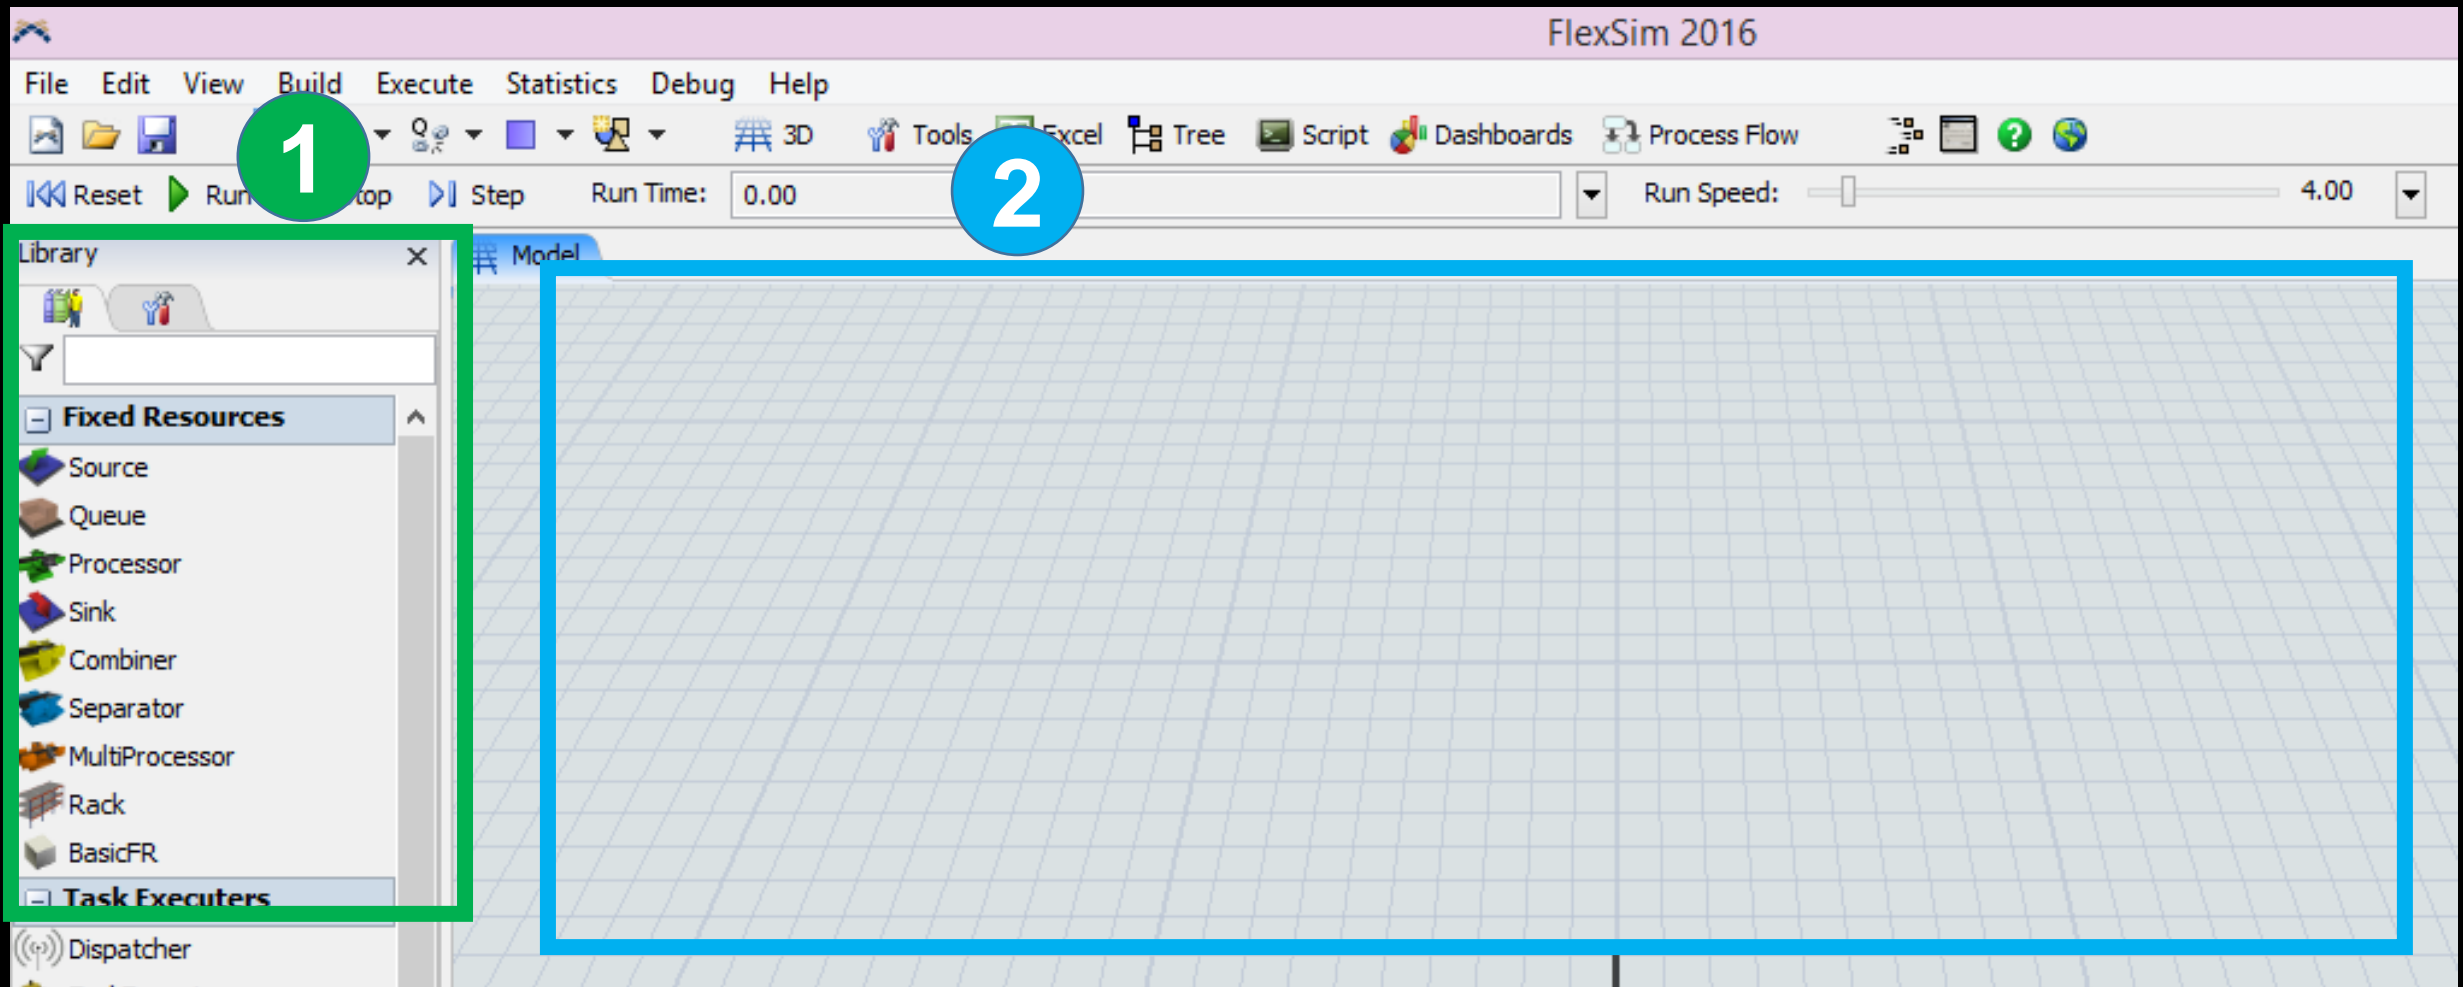 FlexSim 2016
File Edit View Build Execute Statistics Debug Help
3D Tools Excel Tree Script Dashboards Process Flow
1
2
Reset Run Stop Step Run Time: 0.00 Run Speed: 4.00
Library
Model
Fixed Resources
Source
Queue
Processor
Sink
Combiner
Separator
MultiProcessor
Rack
BasicFR
Task Executers
Dispatcher